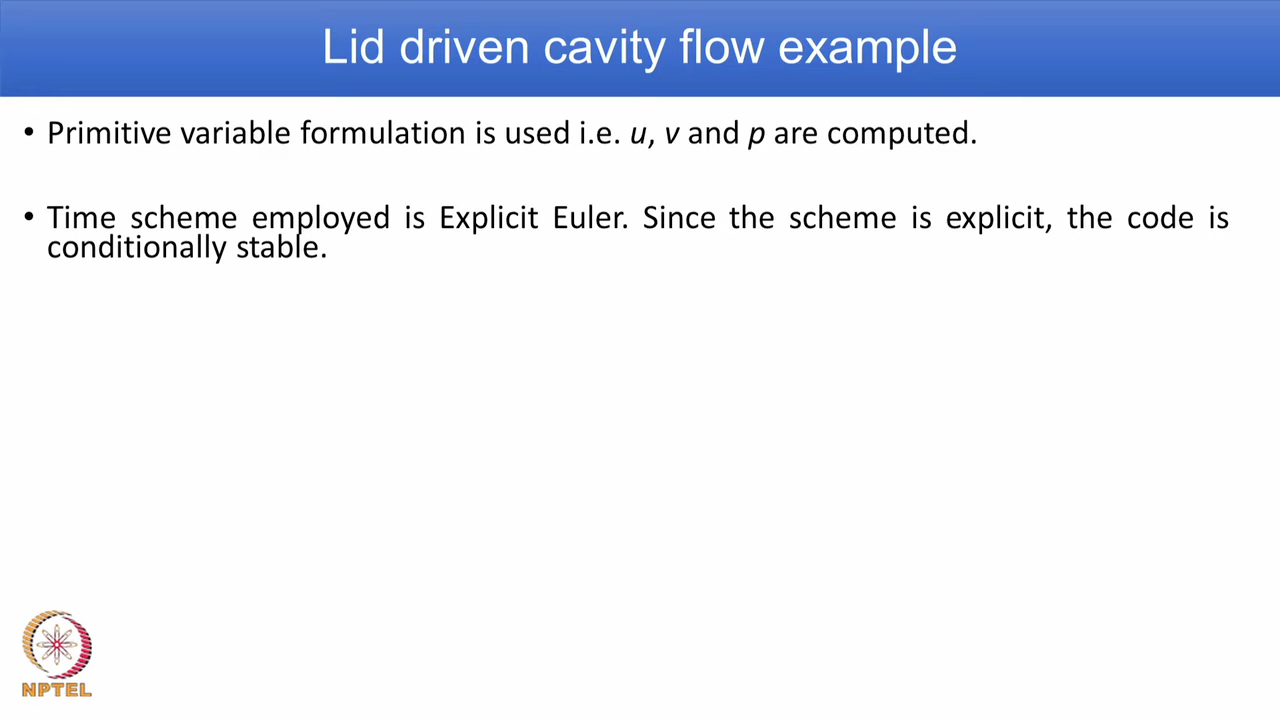 Lid driven cavity flow example
• Primitive variable formulation is used i.e. u, v and p are computed.
• Time scheme employed is Explicit Euler. Since the scheme is explicit, the code is
conditionally stable.
NPTEL